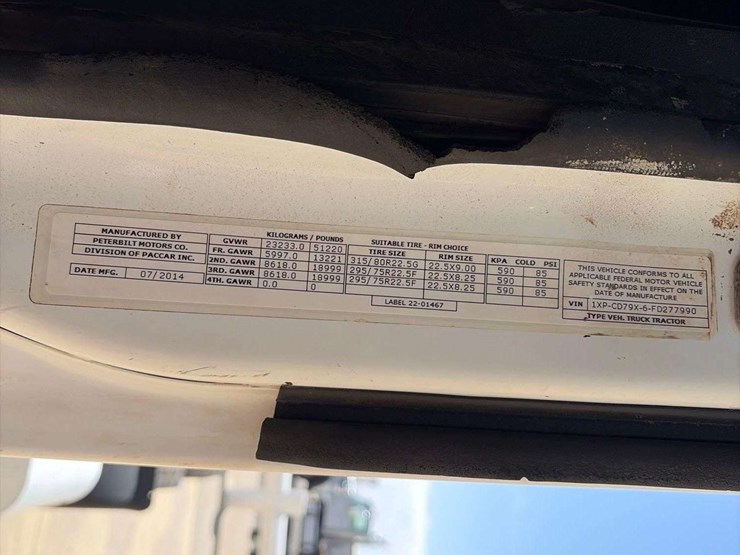 MANUFACTURED BY
PETERBILT MOTORS CO.
DIVISION OF PACCAR INC.
DATE MFG. 07/2014
KILOGRAMS / POUNDS
GVWR 23233.0 51220
FR. GAWR 5997.0 13221
2ND. GAWR 8618.0 18999
3RD. GAWR 8618.0 18999
4TH. GAWR 0.0 0
SUITABLE TIRE - RIM CHOICE
TIRE SIZE RIM SIZE KPA COLD PSI
315/80R22.5G 22.5X9.00 590 85
295/75R22.5F 22.5X8.25 590 85
295/75R22.5F 22.5X8.25 590 85
LABEL 22-01467
THIS VEHICLE CONFORMS TO ALL
APPLICABLE FEDERAL MOTOR VEHICLE
SAFETY STANDARDS IN EFFECT ON THE
DATE OF MANUFACTURE
VIN 1XP-CD79X-6-FD277990
TYPE VEH. TRUCK TRACTOR